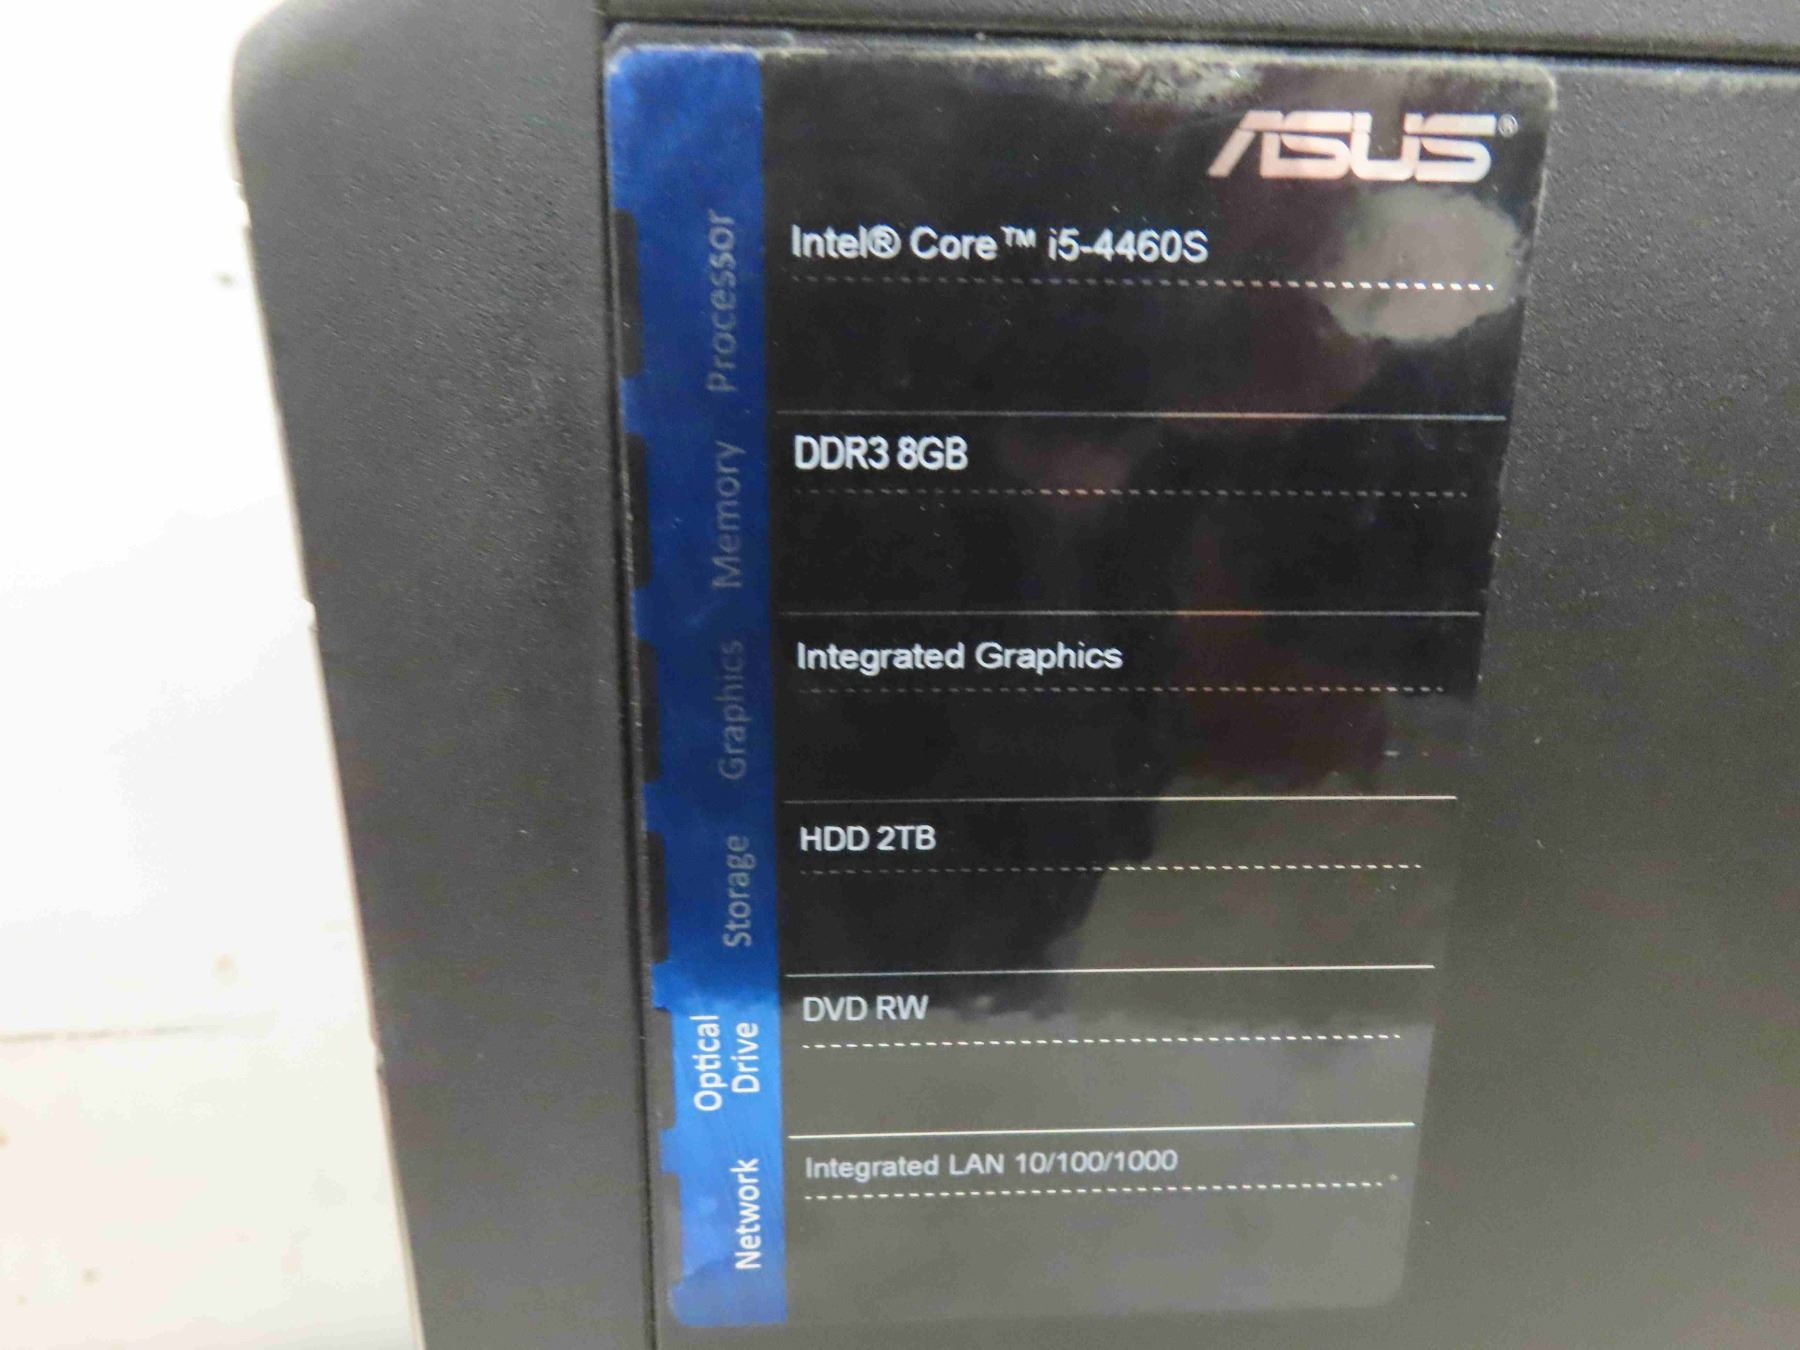 ASUS®
Processor
Intel® Core™ i5-4460S
Memory
DDR3 8GB
Graphics
Integrated Graphics
Storage
HDD 2TB
Optical
Drive
DVD RW
Network
Integrated LAN 10/100/1000